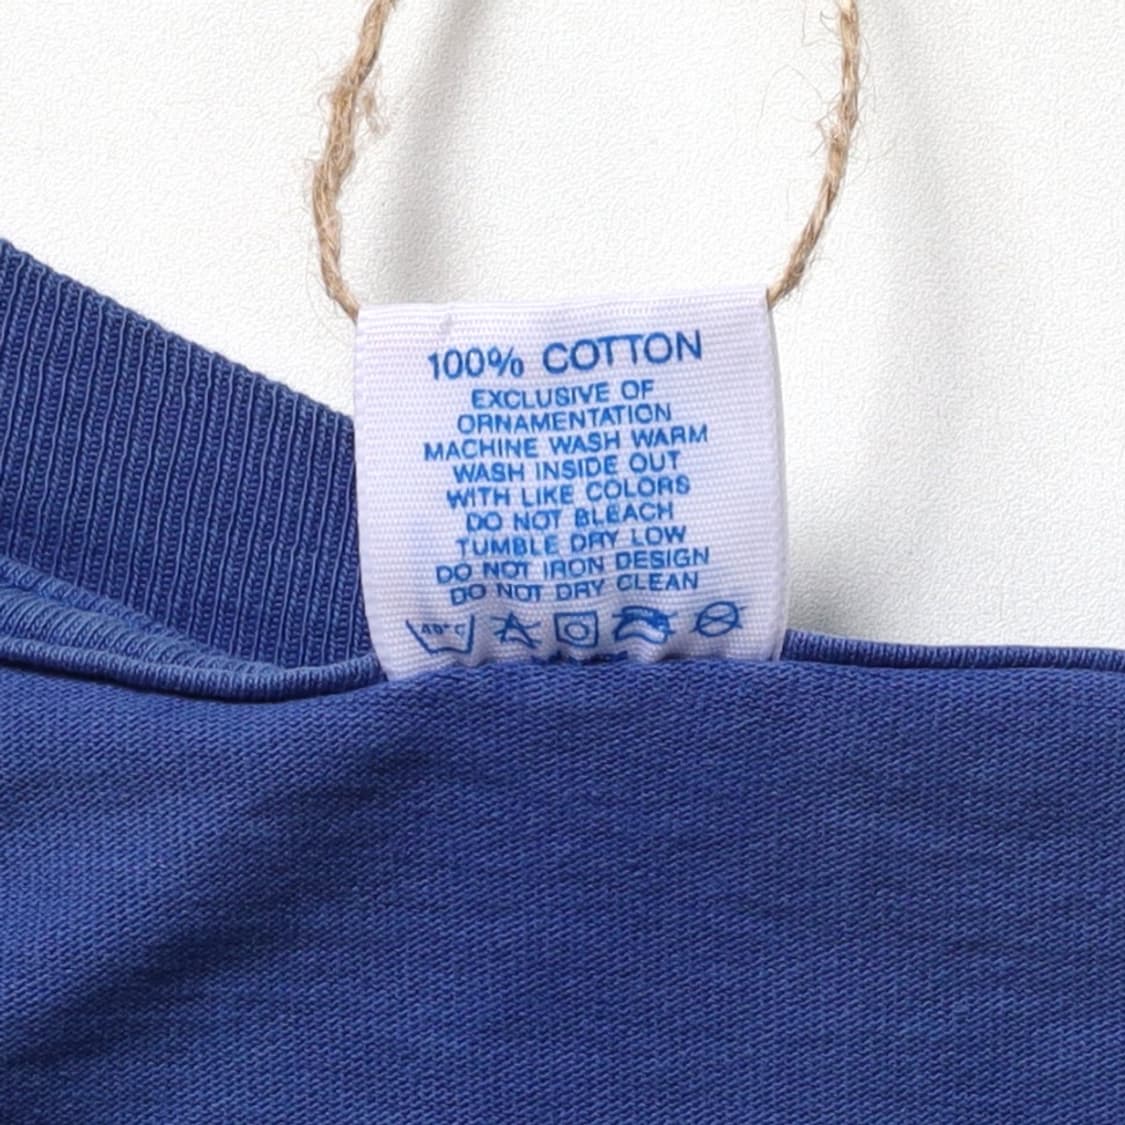 100% COTTON
EXCLUSIVE OF
ORNAMENTATION
MACHINE WASH WARM
WASH INSIDE OUT
WITH LIKE COLORS
DO NOT BLEACH
TUMBLE DRY LOW
DO NOT IRON DESIGN
DO NOT DRY CLEAN
40°C